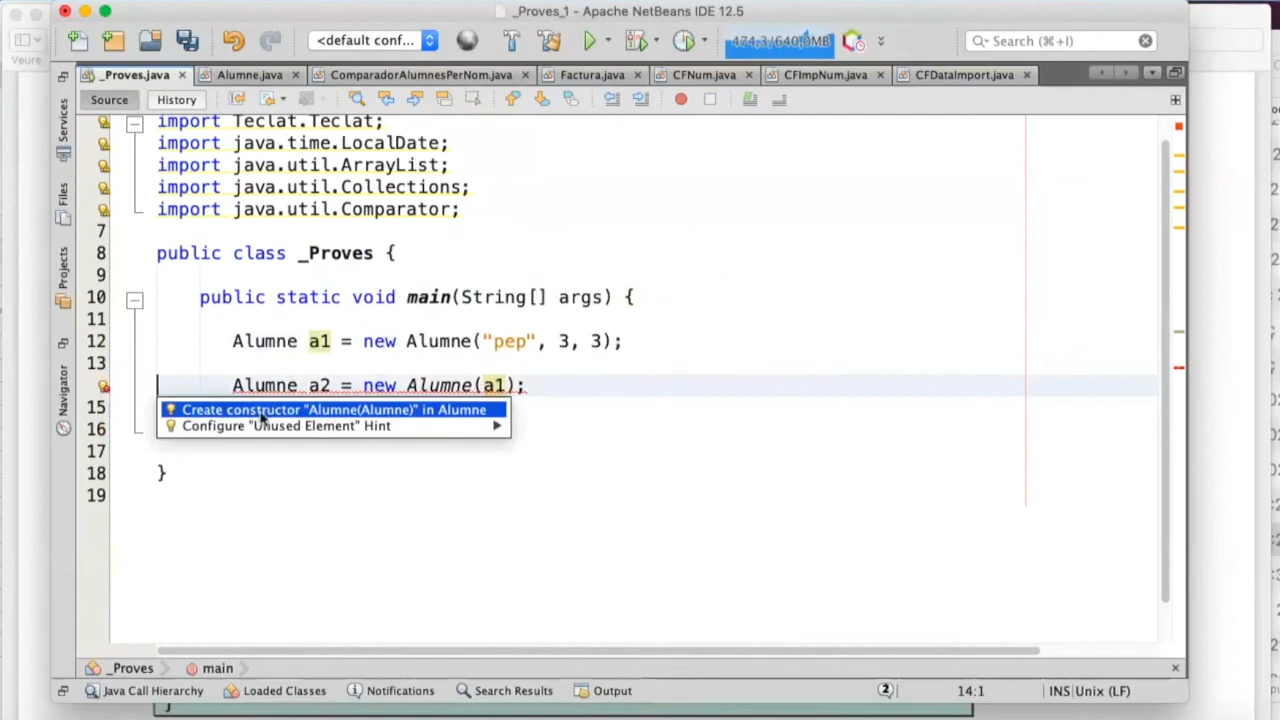 _Proves_1 - Apache NetBeans IDE 12.5
Veure
<default conf... 474,3/640,0MB Search (⌘+I)
_Proves.java Alumne.java ComparadorAlumnesPerNom.java Factura.java CFNum.java CFImpNum.java CFDataImport.java
Source History
Services
Files
Projects
Navigator
import Teclat.Teclat;
import java.time.LocalDate;
import java.util.ArrayList;
import java.util.Collections;
import java.util.Comparator;
7
8 public class _Proves {
9
10 public static void main(String[] args) {
11
12 Alumne a1 = new Alumne("pep", 3, 3);
13
Alumne a2 = new Alumne(a1);
Create constructor "Alumne(Alumne)" in Alumne
15
Configure "Unused Element" Hint
16
17
18 }
19
_Proves main
Java Call Hierarchy Loaded Classes Notifications Search Results Output 2 14:1 INS Unix (LF)